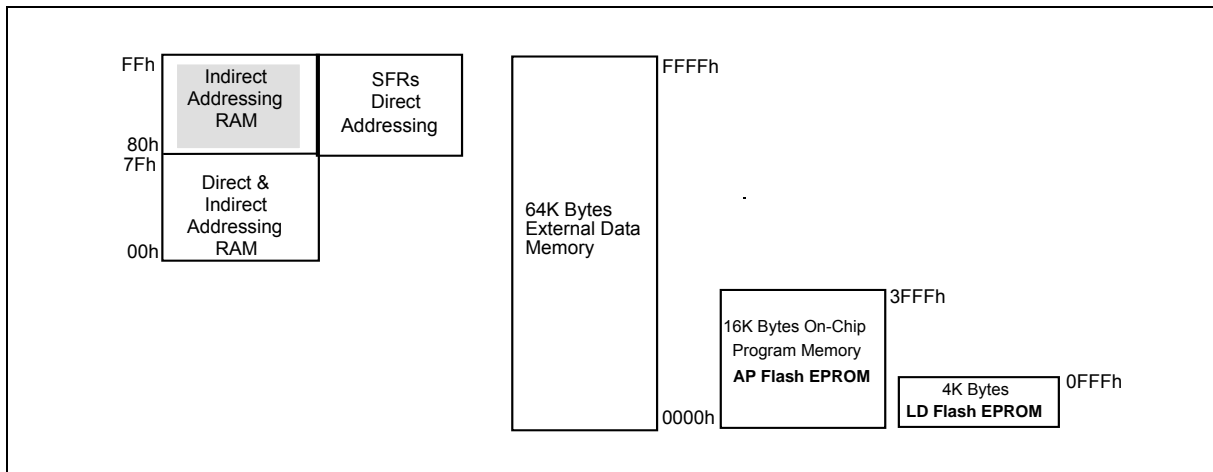 FFh
Indirect
Addressing
RAM
80h
7Fh
Direct &
Indirect
Addressing
RAM
00h
SFRs
Direct
Addressing
FFFFh
64K Bytes
External Data
Memory
0000h
3FFFh
16K Bytes On-Chip
Program Memory
AP Flash EPROM
4K Bytes
LD Flash EPROM
0FFFh